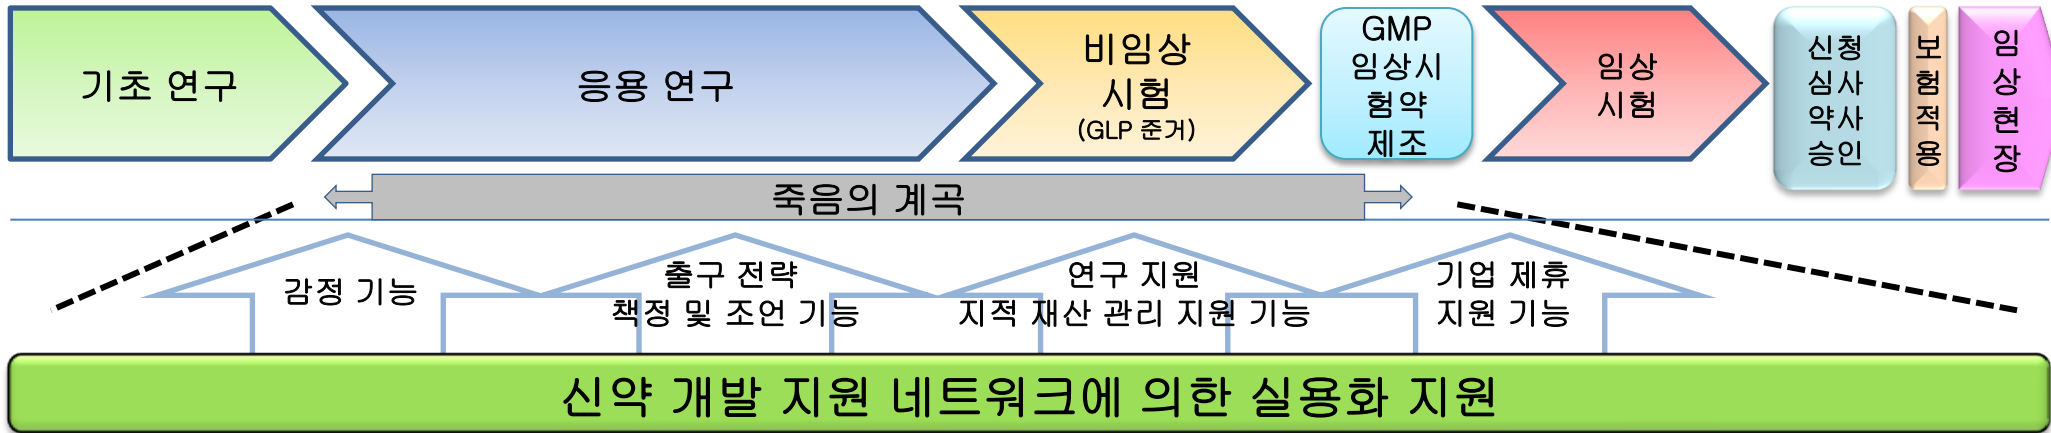 기초 연구
응용 연구
비임상
시험
(GLP 준거)
GMP
임상시
험약
제조
임상
시험
신청
심사
약사
승인
보
험
적
용
임
상
현
장
죽음의 계곡
감정 기능
출구 전략
책정 및 조언 기능
연구 지원
지적 재산 관리 지원 기능
기업 제휴
지원 기능
신약 개발 지원 네트워크에 의한 실용화 지원